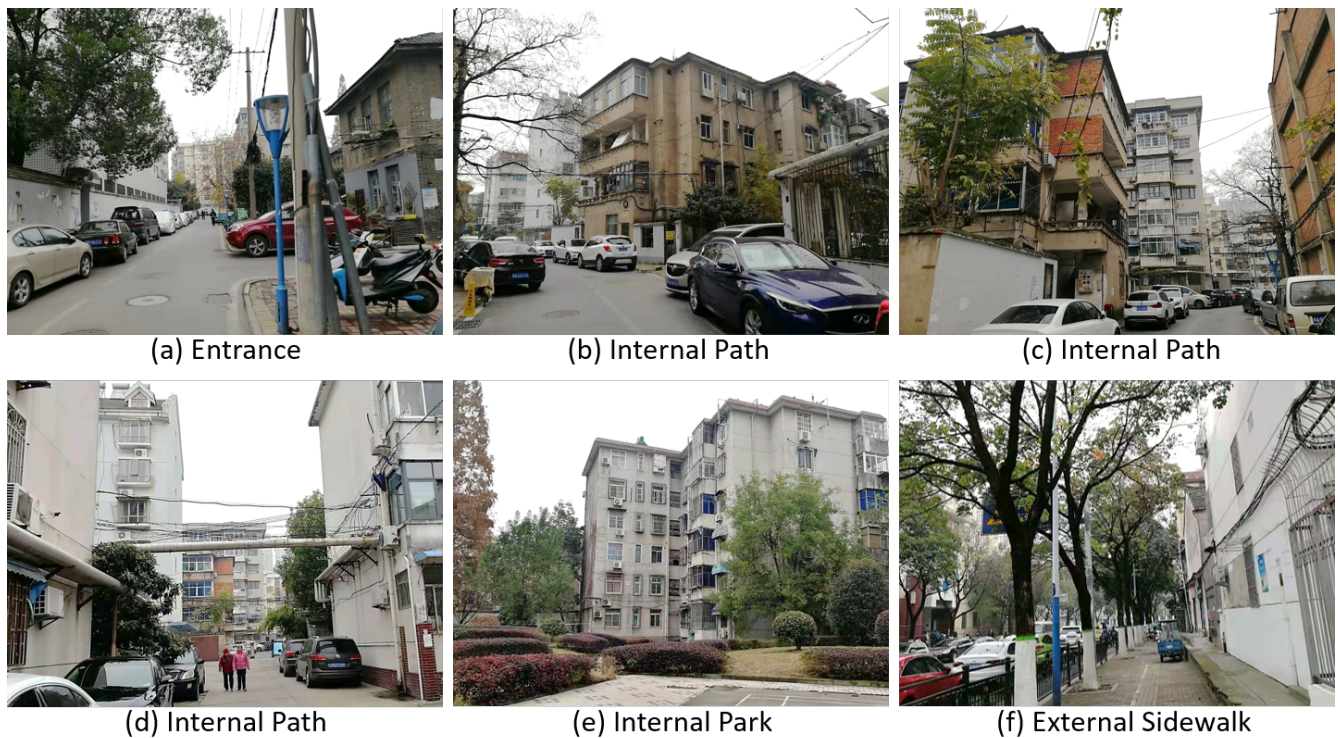 (a) Entrance
(b) Internal Path
(c) Internal Path
(d) Internal Path
(e) Internal Park
(f) External Sidewalk